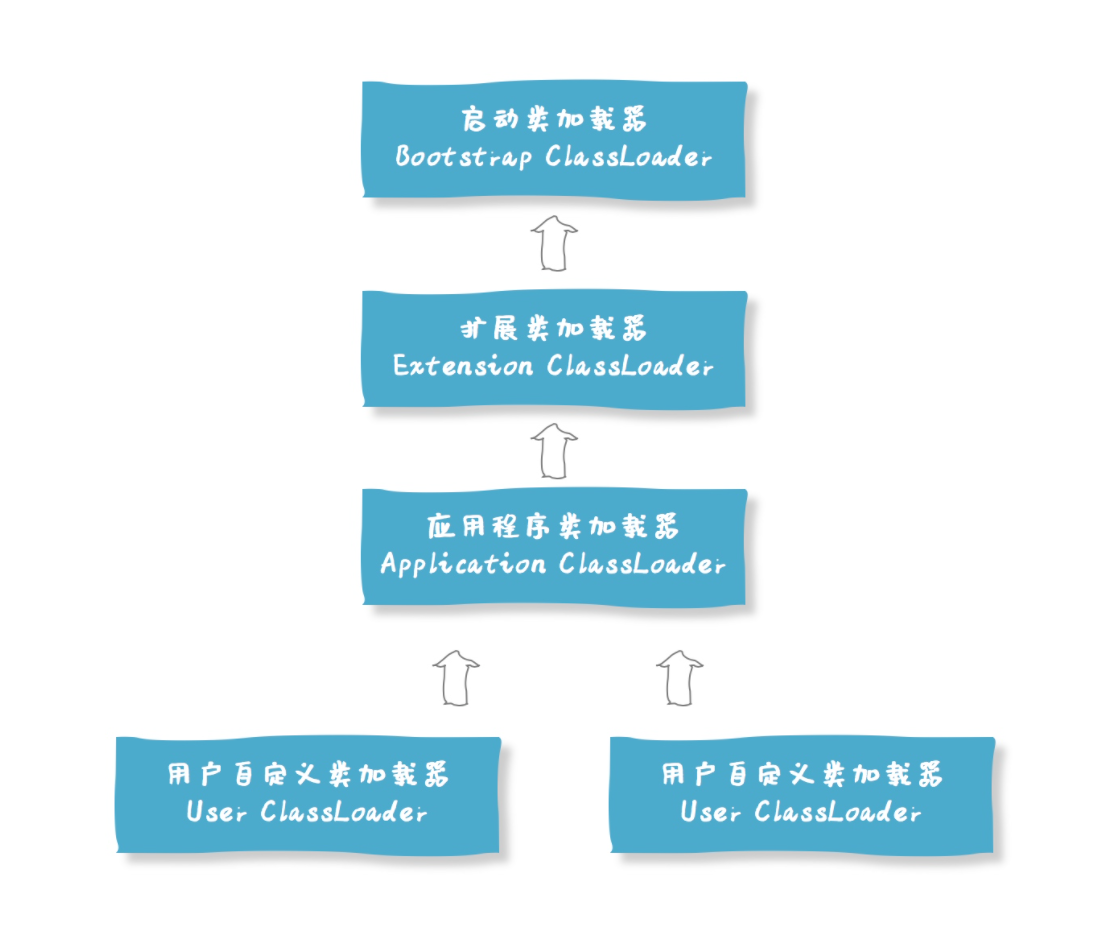 启动类加载器
Bootstrap ClassLoader
扩展类加载器
Extension ClassLoader
应用程序类加载器
Application ClassLoader
用户自定义类加载器
User ClassLoader
用户自定义类加载器
User ClassLoader